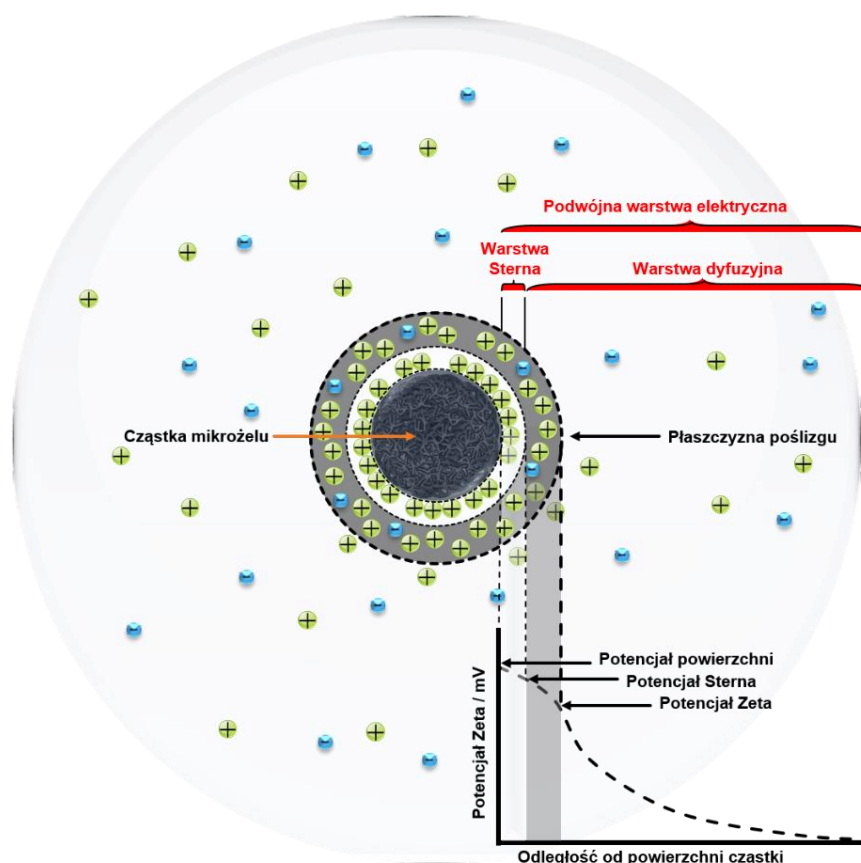 Podwójna warstwa elektryczna
Warstwa
Sterna
Warstwa dyfuzyjna
Cząstka mikrożelu
Płaszczyzna poślizgu
Potencjał powierzchni
Potencjał Sterna
Potencjał Zeta
Potencjał Zeta / mV
Odległość od powierzchni cząstki